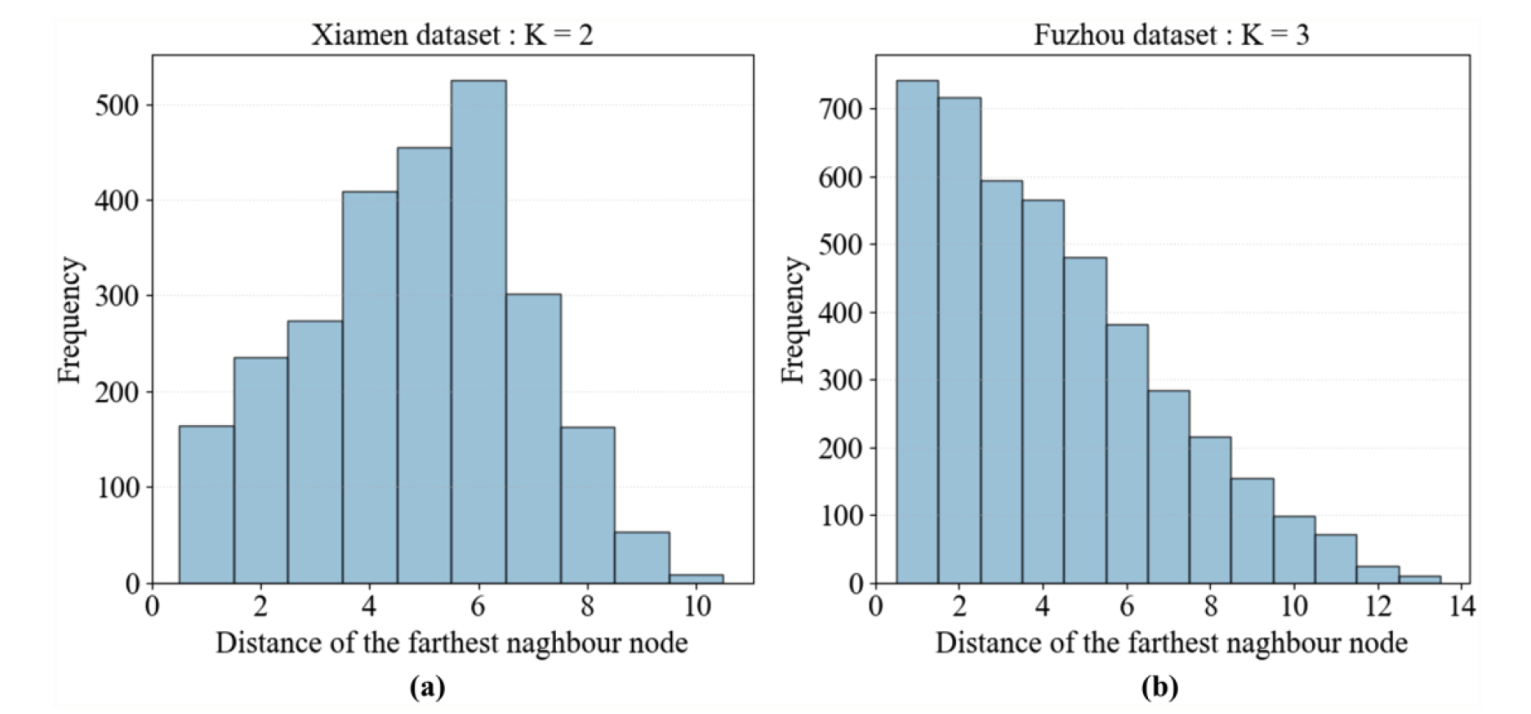 Xiamen dataset : K = 2
500
400
300
200
100
0
Frequency
0 2 4 6 8 10
Distance of the farthest naghbour node
(a)
Fuzhou dataset : K = 3
700
600
500
400
300
200
100
0
Frequency
0 2 4 6 8 10 12 14
Distance of the farthest naghbour node
(b)